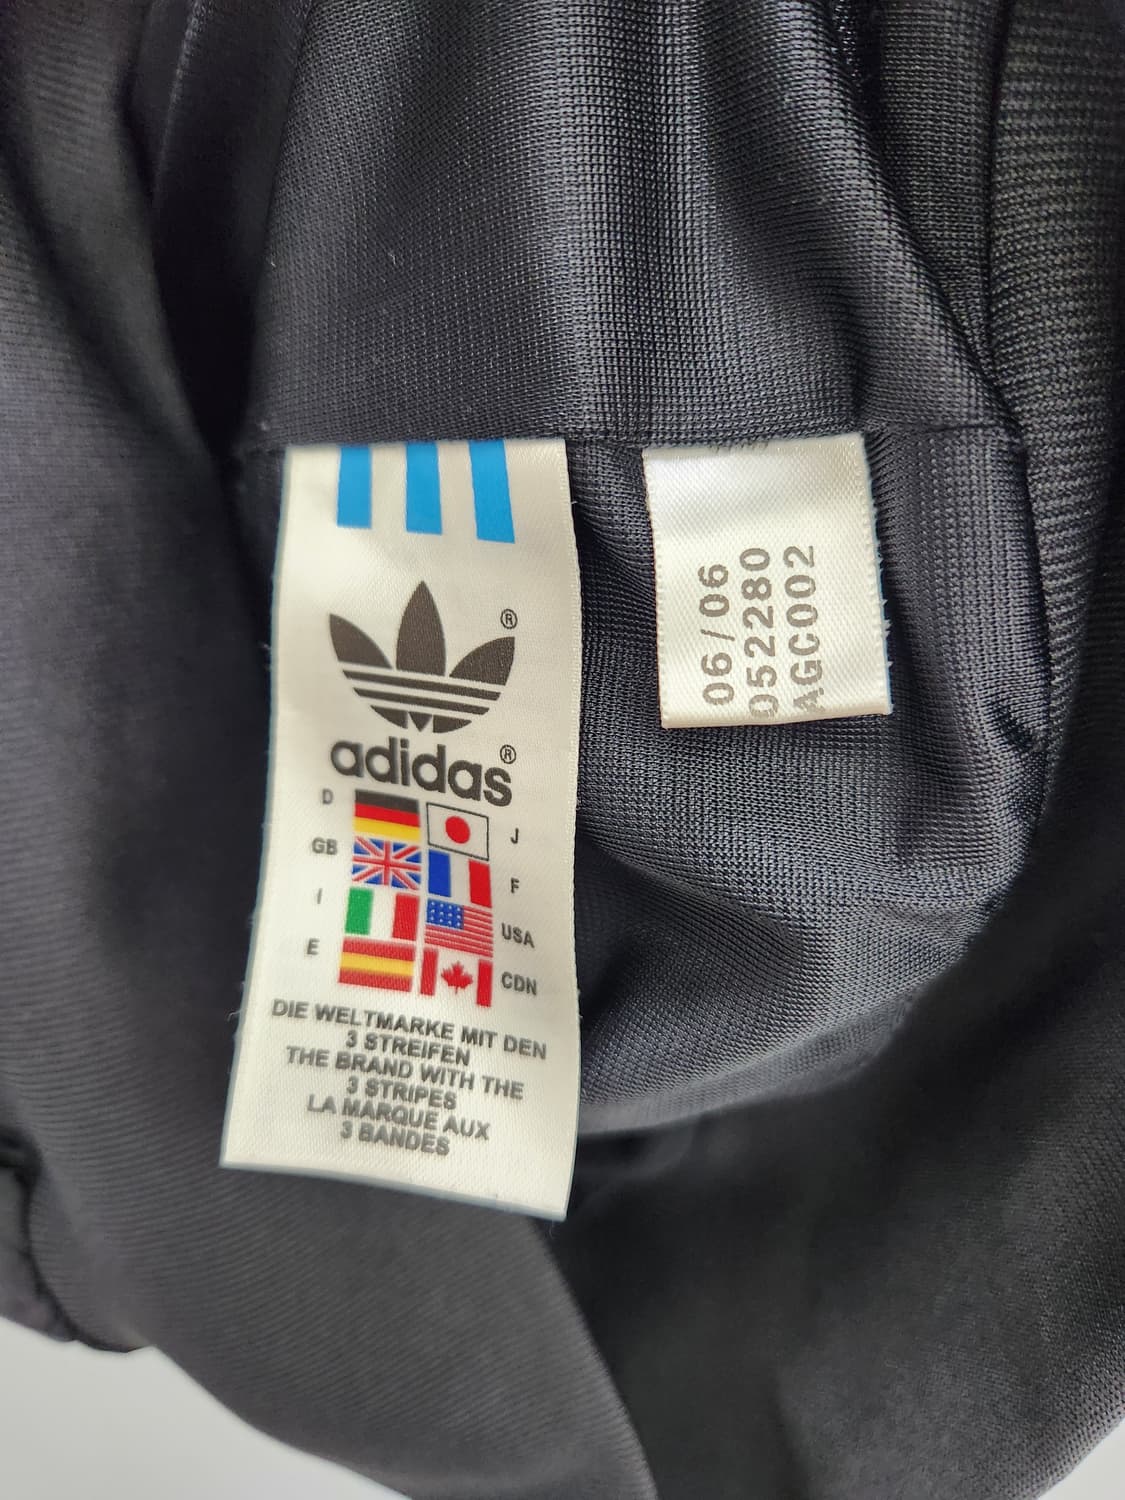 ®
adidas®
D
J
GB
F
I
USA
E
CDN
DIE WELTMARKE MIT DEN
3 STREIFEN
THE BRAND WITH THE
3 STRIPES
LA MARQUE AUX
3 BANDES
06/06
052280
AGC002